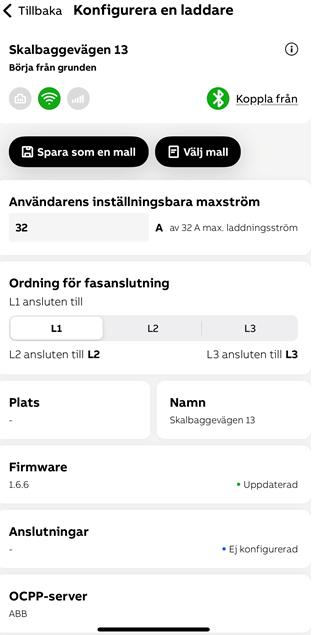 Tillbaka Konfigurera en laddare
Skalbaggevägen 13
Börja från grunden
Koppla från
Spara som en mall Välj mall
Användarens inställningsbara maxström
32 A av 32 A max. laddningsström
Ordning för fasanslutning
L1 ansluten till
L1 L2 L3
L2 ansluten till L2 L3 ansluten till L3
Plats Namn
- Skalbaggevägen 13
Firmware
1.6.6 Uppdaterad
Anslutningar
- Ej konfigurerad
OCPP-server
ABB